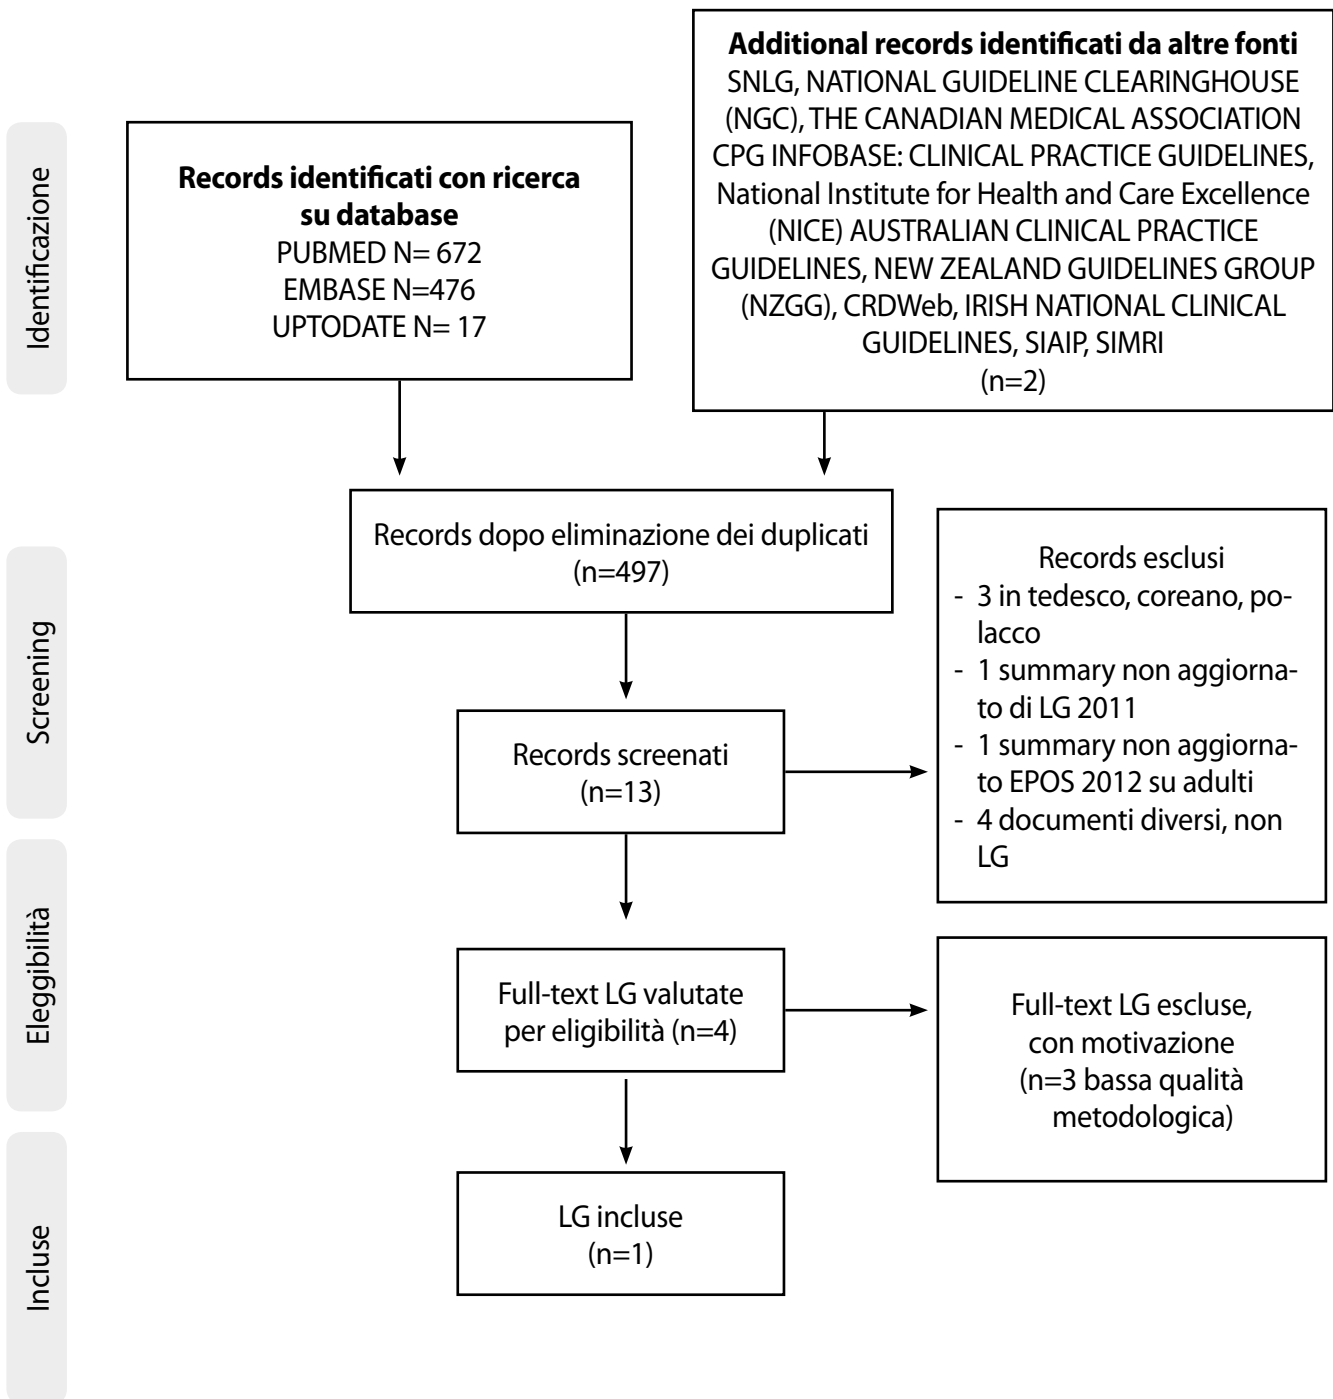 Identificazione
Records identificati con ricerca
su database
PUBMED N= 672
EMBASE N=476
UPTODATE N= 17
Additional records identificati da altre fonti
SNLG, NATIONAL GUIDELINE CLEARINGHOUSE
(NGC), THE CANADIAN MEDICAL ASSOCIATION
CPG INFOBASE: CLINICAL PRACTICE GUIDELINES,
National Institute for Health and Care Excellence
(NICE) AUSTRALIAN CLINICAL PRACTICE
GUIDELINES, NEW ZEALAND GUIDELINES GROUP
(NZGG), CRDWeb, IRISH NATIONAL CLINICAL
GUIDELINES, SIAIP, SIMRI
(n=2)
Screening
Records dopo eliminazione dei duplicati
(n=497)
Records screenati
(n=13)
Records esclusi
- 3 in tedesco, coreano, po-
lacco
- 1 summary non aggiorna-
to di LG 2011
- 1 summary non aggiorna-
to EPOS 2012 su adulti
- 4 documenti diversi, non
LG
Eleggibilità
Full-text LG valutate
per eligibilità (n=4)
Full-text LG escluse,
con motivazione
(n=3 bassa qualità
metodologica)
Incluse
LG incluse
(n=1)